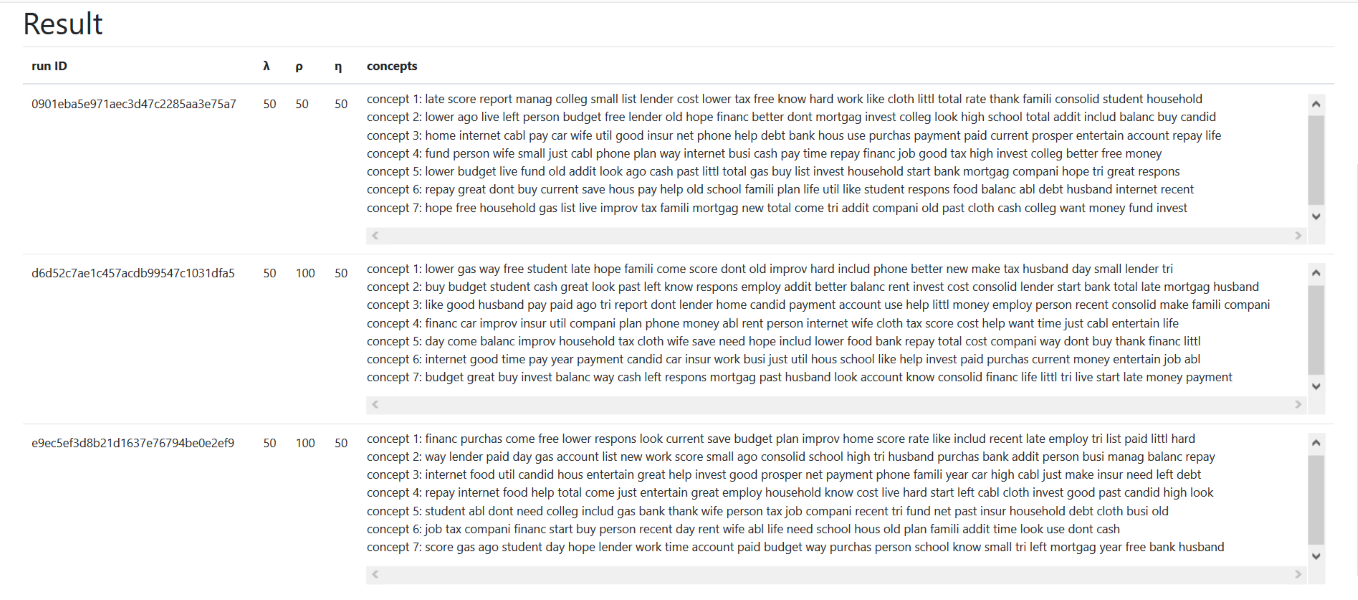 Result
run ID λ ρ η concepts
0901eba5e971aec3d47c2285aa3e75a7 50 50 50
concept 1: late score report manag colleg small list lender cost lower tax free know hard work like cloth littl total rate thank famili consolid student household
concept 2: lower ago live left person budget free lender old hope financ better dont mortgag invest colleg look high school total addit includ balanc buy candid
concept 3: home internet cabl pay car wife util good insur net phone help debt bank hous use purchas payment paid current prosper entertain account repay life
concept 4: fund person wife small just cabl phone plan way internet busi cash pay time repay financ job good tax high invest colleg better free money
concept 5: lower budget live fund old addit look ago cash past littl total gas buy list invest household start bank mortgag compani hope tri great respons
concept 6: repay great dont buy current save hous pay help old school famili plan life util like student respons food balanc abl debt husband internet recent
concept 7: hope free household gas list live improv tax famili mortgag new total come tri addit compani old past cloth cash colleg want money fund invest
d6d52c7ae1c457acdb99547c1031dfa5 50 100 50
concept 1: lower gas way free student late hope famili come score dont old improv hard includ phone better new make tax husband day small lender tri
concept 2: buy budget student cash great look past left know respons employ addit better balanc rent invest cost consolid lender start bank total late mortgag husband
concept 3: like good husband pay paid ago tri report dont lender home candid payment account use help littl money employ person recent consolid make famili compani
concept 4: financ car improv insur util compani plan phone money abl rent person internet wife cloth tax score cost help want time just cabl entertain life
concept 5: day come balanc improv household tax cloth wife save need hope includ lower food bank repay total cost compani way dont buy thank financ littl
concept 6: internet good time pay year payment candid car insur work busi just util hous school like help invest paid purchas current money entertain job abl
concept 7: budget great buy invest balanc way cash left respons mortgag past husband look account know consolid financ life littl tri live start late money payment
e9ec5ef3d8b21d1637e76794be0e2ef9 50 100 50
concept 1: financ purchas come free lower respons look current save budget plan improv home score rate like includ recent late employ tri list paid littl hard
concept 2: way lender paid day gas account list new work score small ago consolid school high tri husband purchas bank addit person busi manag balanc repay
concept 3: internet food util candid hous entertain great help invest good prosper net payment phone famili year car high cabl just make insur need left debt
concept 4: repay internet food help total come just entertain great employ household know cost live hard start left cabl cloth invest good past candid high look
concept 5: student abl dont need colleg includ gas bank thank wife person tax job compani recent tri fund net past insur household debt cloth busi old
concept 6: job tax compani financ start buy person recent day rent wife abl life need school hous old plan famili addit time look use dont cash
concept 7: score gas ago student day hope lender work time account paid budget way purchas person school know small tri left mortgag year free bank husband